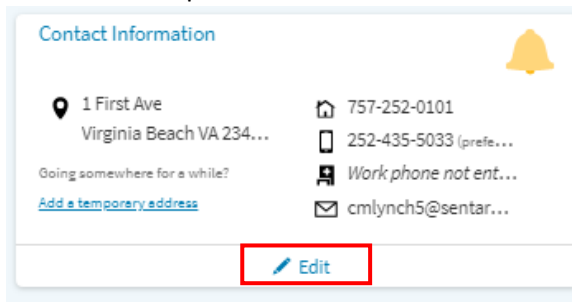 Contact Information
1 First Ave
Virginia Beach VA 234...
Going somewhere for a while?
Add a temporary address
757-252-0101
252-435-5033 (prefe...
Work phone not ent...
cmlynch5@sentar...
Edit